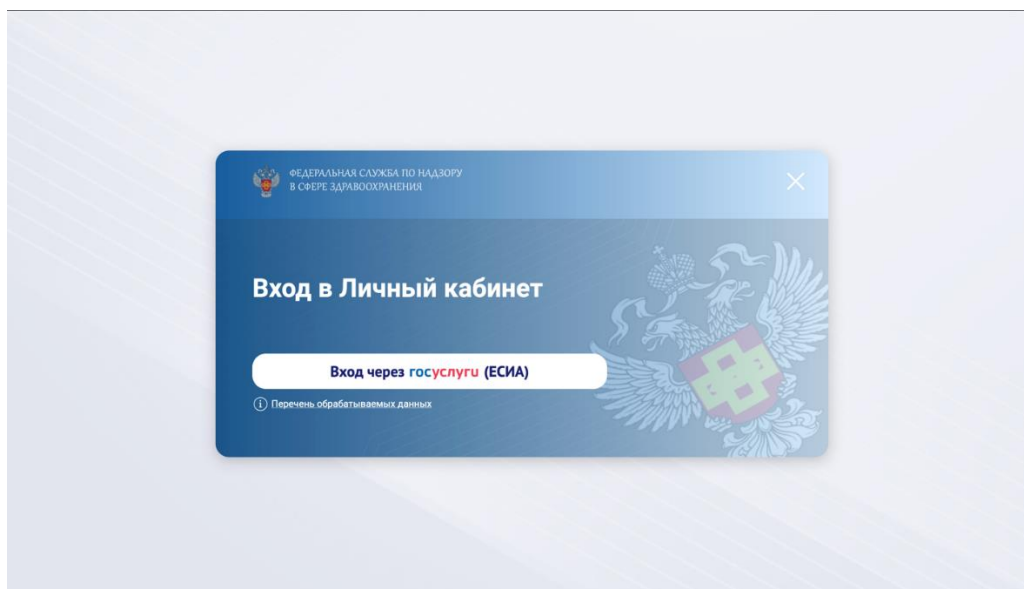 ФЕДЕРАЛЬНАЯ СЛУЖБА ПО НАДЗОРУ
В СФЕРЕ ЗДРАВООХРАНЕНИЯ
Вход в Личный кабинет
Вход через госуслуги (ЕСИА)
Перечень обрабатываемых данных